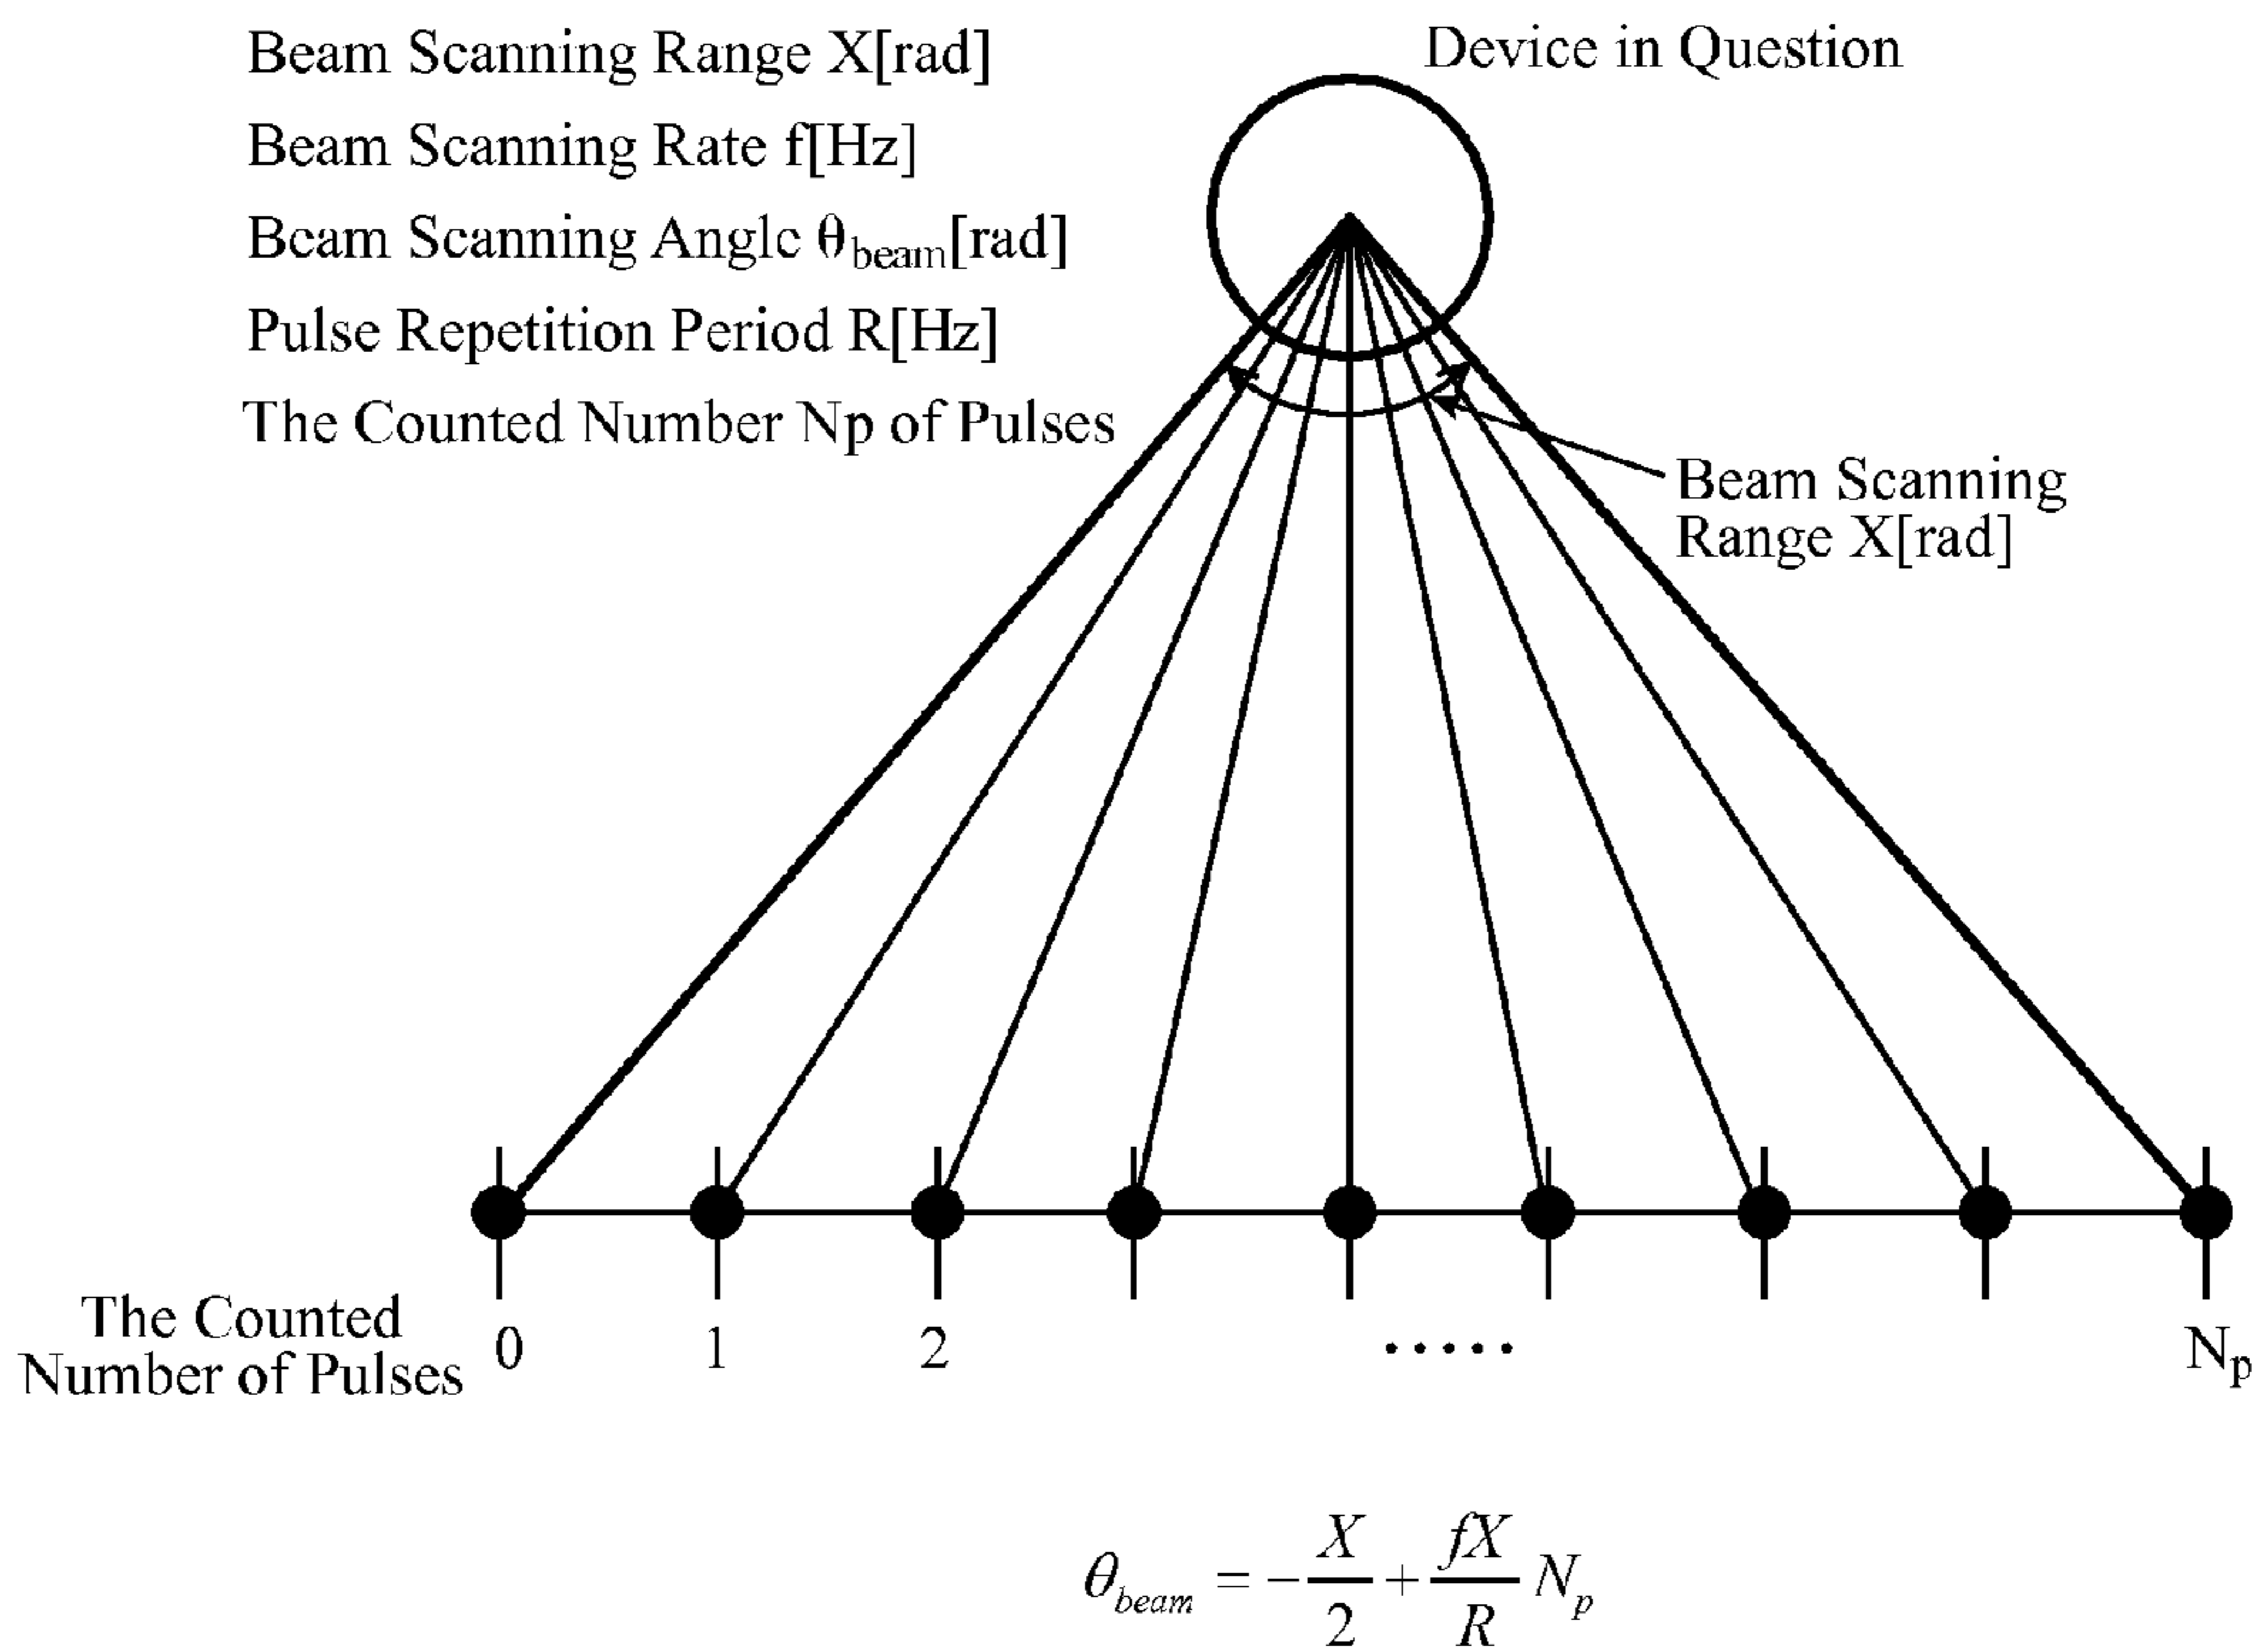 Beam Scanning Range X[rad]
Beam Scanning Rate f[Hz]
Beam Scanning Angle θbeam[rad]
Pulse Repetition Period R[Hz]
The Counted Number Np of Pulses
Device in Question
Beam Scanning
Range X[rad]
The Counted
Number of Pulses
0 1 2 ····· Np
θbeam = -X/2 + fX/R Np